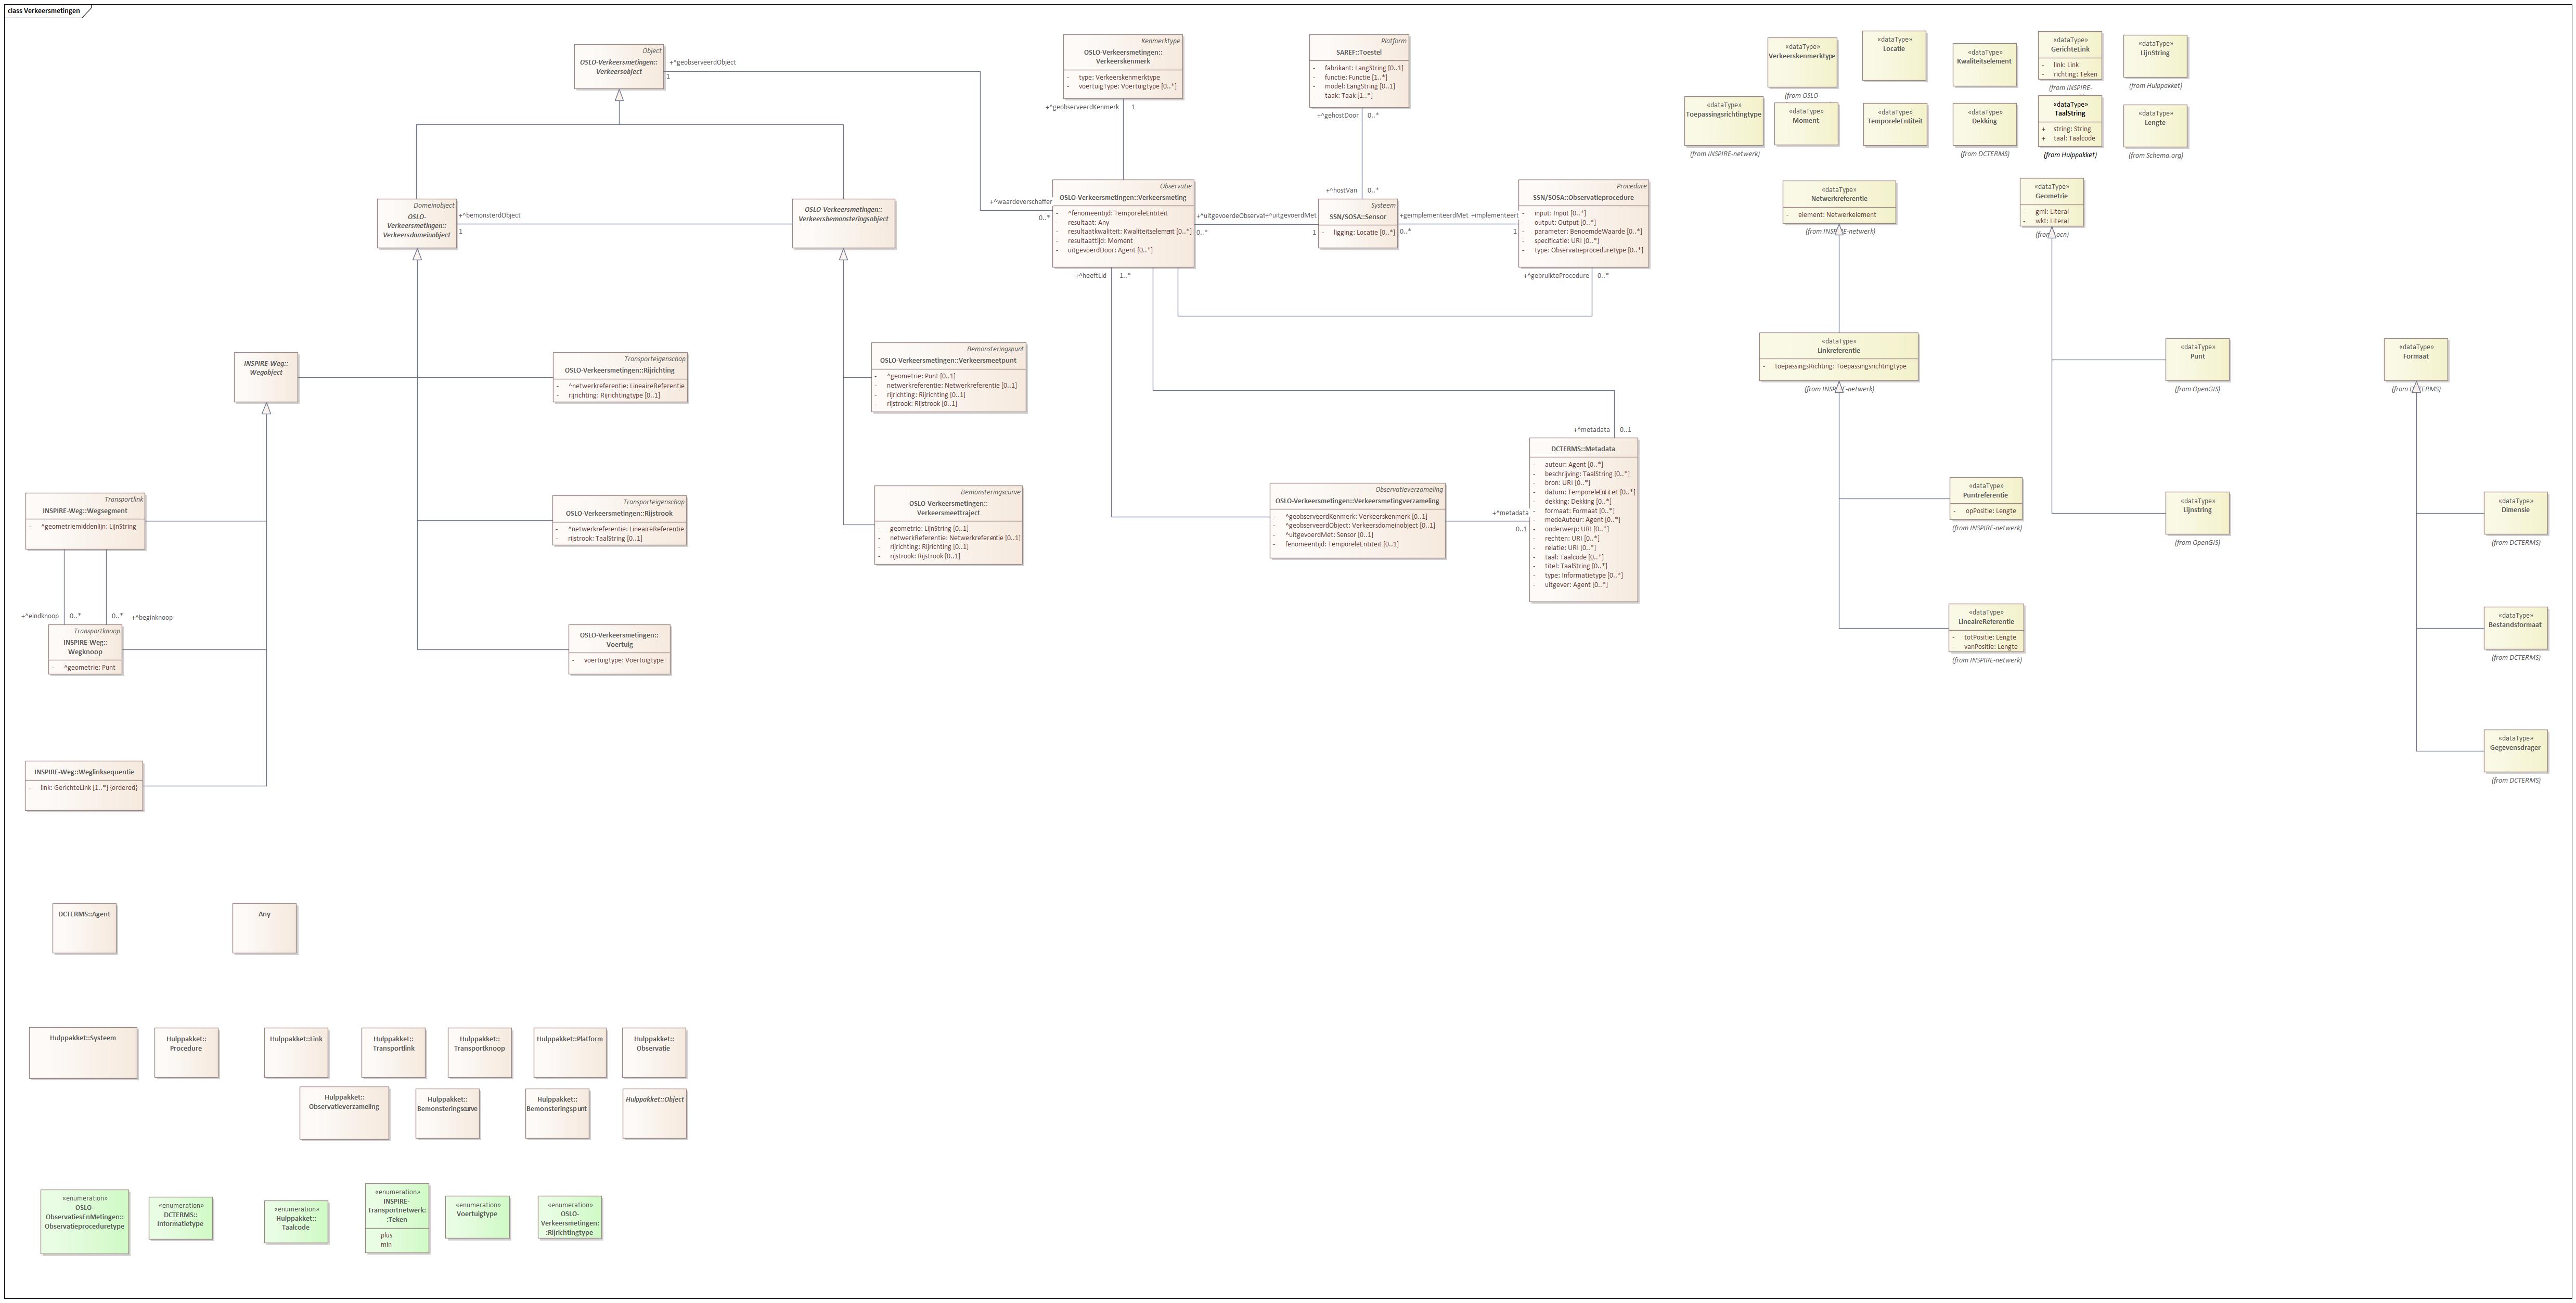 class Verkeersmetingen
Object
OSLO-Verkeersmetingen::
Verkeersobject
+^geobserveerdObject
1
Kenmerktype
OSLO-Verkeersmetingen::
Verkeerskenmerk
- type: Verkeerskenmerktype
- voertuigType: Voertuigtype [0..*]
+^geobserveerdKenmerk
1
Platform
SAREF::Toestel
- fabrikant: LangString [0..1]
- functie: Functie [1..*]
- model: LangString [0..1]
- taak: Taak [1..*]
+^gehostDoor
0..*
+^hostVan
0..*
«dataType»
Verkeerskenmerktype
(from OSLO-
«dataType»
Locatie
«dataType»
Kwaliteitselement
«dataType»
GerichteLink
- link: Link
- richting: Teken
(from INSPIRE-
«dataType»
LijnString
(from Hulppakket)
«dataType»
Toepassingsrichtingtype
(from INSPIRE-netwerk)
«dataType»
Moment
«dataType»
TemporeleEntiteit
«dataType»
Dekking
(from DCTERMS)
«dataType»
TaalString
+ string: String
+ taal: Taalcode
(from Hulppakket)
«dataType»
Lengte
(from Schema.org)
Domeinobject
OSLO-
Verkeersmetingen::
Verkeersdomeinobject
+^bemonsterdObject
1
OSLO-Verkeersmetingen::
Verkeersbemonsteringsobject
+^waardeverschaffer
0..*
Observatie
OSLO-Verkeersmetingen::Verkeersmeting
- ^fenomeentijd: TemporeleEntiteit
- resultaat: Any
- resultaatkwaliteit: Kwaliteitselement [0..*]
- resultaattijd: Moment
- uitgevoerdDoor: Agent [0..*]
+^uitgevoerdeObservat
+^uitgevoerdMet
0..*
1
Systeem
SSN/SOSA::Sensor
- ligging: Locatie [0..*]
+geïmplementeerdMet
+implementeert
0..*
1
Procedure
SSN/SOSA::Observatieprocedure
- input: Input [0..*]
- output: Output [0..*]
- parameter: BenoemdeWaarde [0..*]
- specificatie: URI [0..*]
- type: Observatieproceduretype [0..*]
+^heeftLid
1..*
+^gebruikteProcedure
0..*
«dataType»
Netwerkreferentie
- element: Netwerkelement
«dataType»
Geometrie
- gml: Literal
- wkt: Literal
INSPIRE-Weg::
Wegobject
Transporteigenschap
OSLO-Verkeersmetingen::Rijrichting
- ^netwerkreferentie: LineaireReferentie
- rijrichting: Rijrichtingtype [0..1]
Bemonsteringspunt
OSLO-Verkeersmetingen::Verkeersmeetpunt
- ^geometrie: Punt [0..1]
- netwerkreferentie: Netwerkreferentie [0..1]
- rijrichting: Rijrichting [0..1]
- rijstrook: Rijstrook [0..1]
«dataType»
Linkreferentie
- toepassingsRichting: Toepassingsrichtingtype
«dataType»
Punt
(from OpenGIS)
«dataType»
Formaat
+^metadata
0..1
DCTERMS::Metadata
- auteur: Agent [0..*]
- beschrijving: TaalString [0..*]
- bron: URI [0..*]
- datum: TemporeleEntiteit [0..*]
- dekking: Dekking [0..*]
- formaat: Formaat [0..*]
- medeAuteur: Agent [0..*]
- onderwerp: URI [0..*]
- rechten: URI [0..*]
- relatie: URI [0..*]
- taal: Taalcode [0..*]
- titel: TaalString [0..*]
- type: Informatietype [0..*]
- uitgever: Agent [0..*]
Transportlink
INSPIRE-Weg::Wegsegment
- ^geometriemiddenlijn: LijnString
Transporteigenschap
OSLO-Verkeersmetingen::Rijstrook
- ^netwerkreferentie: LineaireReferentie
- rijstrook: TaalString [0..1]
Bemonsteringscurve
OSLO-Verkeersmetingen::
Verkeersmeettraject
- geometrie: LijnString [0..1]
- netwerkReferentie: Netwerkreferentie [0..1]
- rijrichting: Rijrichting [0..1]
- rijstrook: Rijstrook [0..1]
Observatieverzameling
OSLO-Verkeersmetingen::Verkeersmetingverzameling
- ^geobserveerdKenmerk: Verkeerskenmerk [0..1]
- ^geobserveerdObject: Verkeersdomeinobject [0..1]
- ^uitgevoerdMet: Sensor [0..1]
- fenomeentijd: TemporeleEntiteit [0..1]
+^metadata
0..1
«dataType»
Puntreferentie
- opPositie: Lengte
(from INSPIRE-netwerk)
«dataType»
Lijnstring
(from OpenGIS)
«dataType»
Dimensie
(from DCTERMS)
+^eindknoop
0..*
0..*
+^beginknoop
Transportknoop
INSPIRE-Weg::
Wegknoop
- ^geometrie: Punt
OSLO-Verkeersmetingen::
Voertuig
- voertuigtype: Voertuigtype
«dataType»
LineaireReferentie
- totPositie: Lengte
- vanPositie: Lengte
(from INSPIRE-netwerk)
«dataType»
Bestandsformaat
(from DCTERMS)
«dataType»
Gegevensdrager
(from DCTERMS)
INSPIRE-Weg::Weglinksequentie
- link: GerichteLink [1..*] {ordered}
DCTERMS::Agent
Any
Hulppakket::Systeem
Hulppakket::
Procedure
Hulppakket::Link
Hulppakket::
Transportlink
Hulppakket::
Transportknoop
Hulppakket::Platform
Hulppakket::
Observatie
Hulppakket::
Observatieverzameling
Hulppakket::
Bemonsteringscurve
Hulppakket::
Bemonsteringspunt
Hulppakket::Object
«enumeration»
OSLO-
ObservatiesEnMetingen::
Observatieproceduretype
«enumeration»
DCTERMS::
Informatietype
«enumeration»
Hulppakket::
Taalcode
«enumeration»
INSPIRE-
Transportnetwerk:
:Teken
plus
min
«enumeration»
Voertuigtype
«enumeration»
OSLO-
Verkeersmetingen:
:Rijrichtingtype